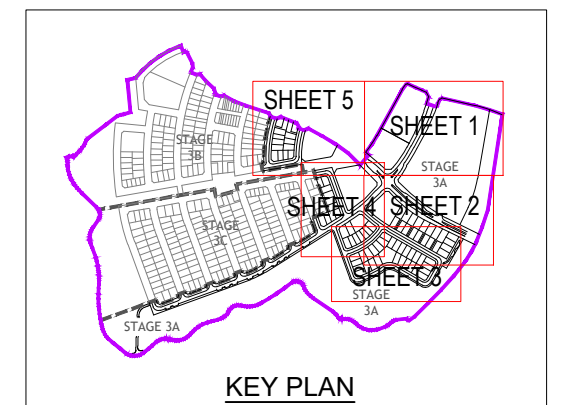 SHEET 5
SHEET 1
STAGE
3B
STAGE
3A
SHEET 4
SHEET 2
STAGE
3C
SHEET 3
STAGE
3A
STAGE 3A
KEY PLAN